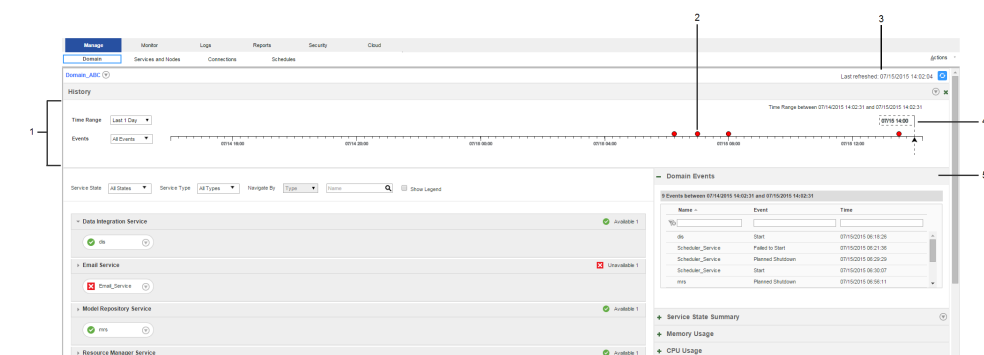 2
3
Manage Monitor Logs Reports Security Cloud
Domain Services and Nodes Connections Schedules Actions
Domain_ABC Last refreshed: 07/15/2015 14:02:04
History
Time Range between 07/14/2015 14:02:31 and 07/15/2015 14:02:31
Time Range Last 1 Day 07/15 14:00 4
1
Events All Events
07/14 16:00 07/14 20:00 07/15 00:00 07/15 04:00 07/15 08:00 07/15 12:00
Domain Events 5
Service State All States Service Type All Types Navigate By Type Name Show Legend
9 Events between 07/14/2015 14:02:31 and 07/15/2015 14:02:31
Name Event Time
Data Integration Service Available 1
dis
dis Start 07/15/2015 06:18:26
Scheduler_Service Failed to Start 07/15/2015 06:21:36
Scheduler_Service Planned Shutdown 07/15/2015 06:29:29
Scheduler_Service Start 07/15/2015 06:30:07
mrs Planned Shutdown 07/15/2015 06:56:11
Email Service Unavailable 1
Email_Service
Model Repository Service Available 1
mrs
Service State Summary
Memory Usage
CPU Usage
Resource Manager Service Available 1